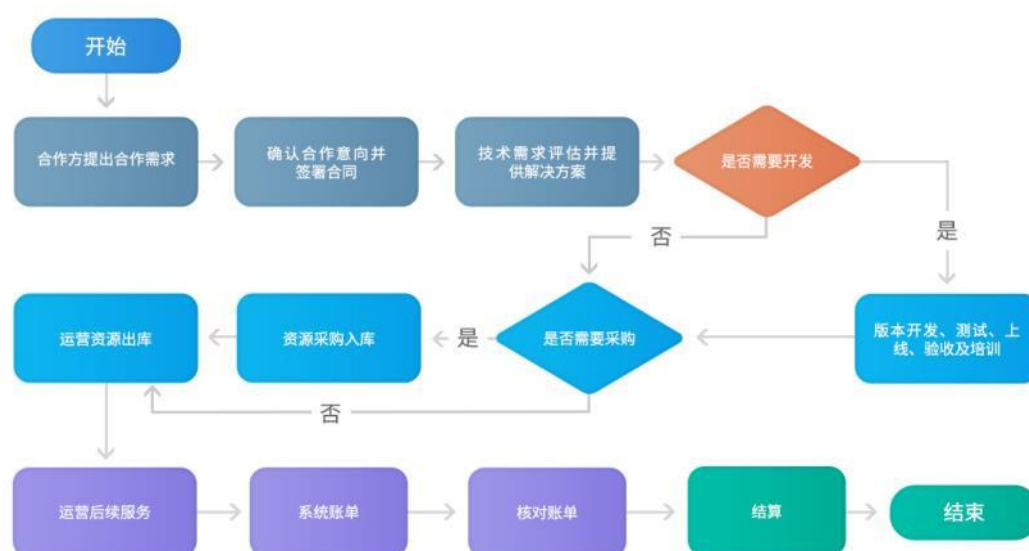 开始
合作方提出合作需求
确认合作意向并
签署合同
技术需求评估并提
供解决方案
是否需要开发
否
是
运营资源出库
资源采购入库
是
是否需要采购
版本开发、测试、上
线、验收及培训
否
运营后续服务
系统账单
核对账单
结算
结束